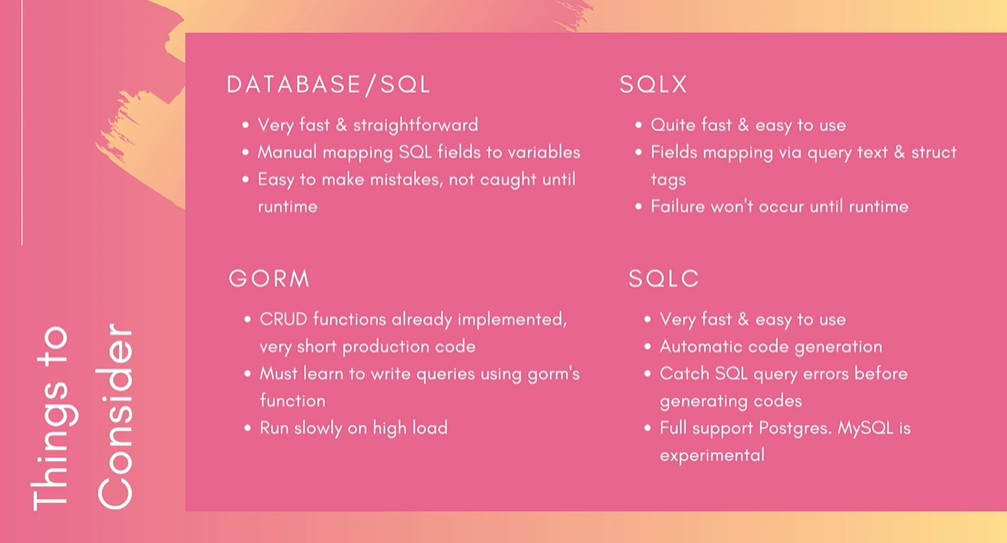 Things to
Consider
DATABASE/SQL
• Very fast & straightforward
• Manual mapping SQL fields to variables
• Easy to make mistakes, not caught until
runtime
SQLX
• Quite fast & easy to use
• Fields mapping via query text & struct
tags
• Failure won't occur until runtime
GORM
• CRUD functions already implemented,
very short production code
• Must learn to write queries using gorm's
function
• Run slowly on high load
SQLC
• Very fast & easy to use
• Automatic code generation
• Catch SQL query errors before
generating codes
• Full support Postgres. MySQL is
experimental